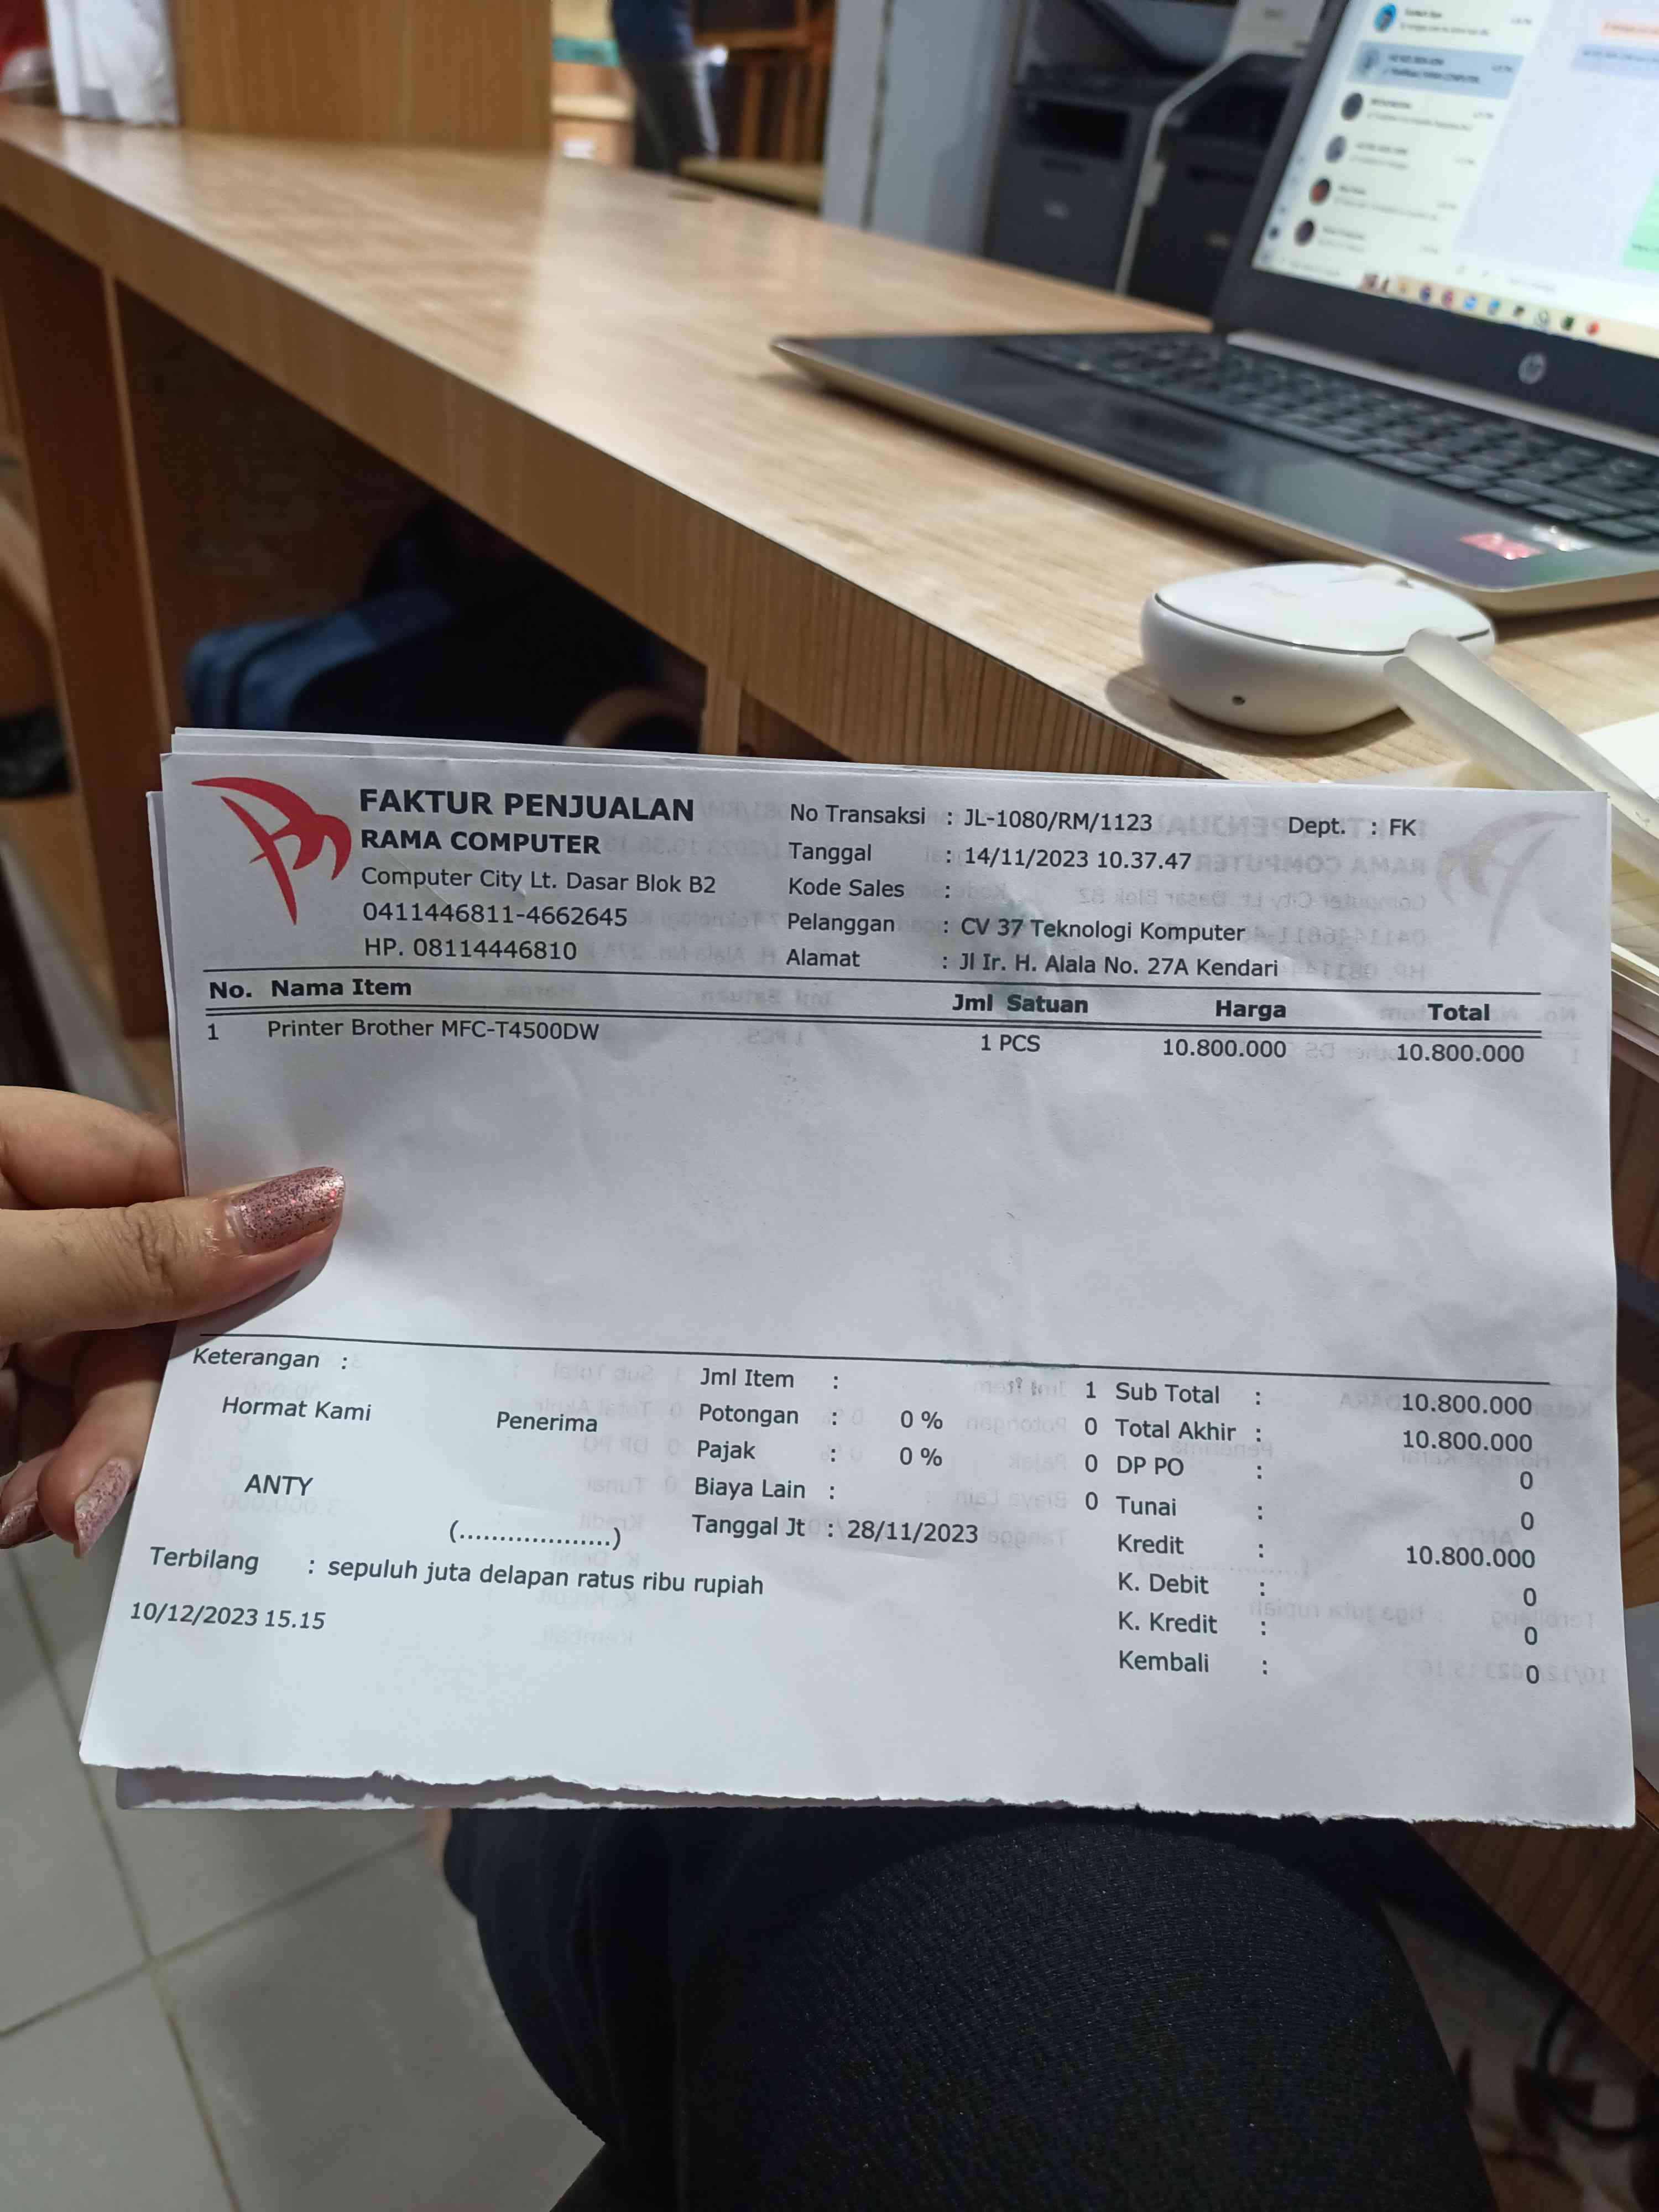 FAKTUR PENJUALAN
RAMA COMPUTER
Computer City Lt. Dasar Blok B2
0411446811-4662645
HP. 08114446810
No Transaksi : JL-1080/RM/1123 Dept. : FK
Tanggal : 14/11/2023 10.37.47
Kode Sales :
Pelanggan : CV 37 Teknologi Komputer
Alamat : Jl Ir. H. Alala No. 27A Kendari
No. Nama Item Jml Satuan Harga Total
1 Printer Brother MFC-T4500DW 1 PCS 10.800.000 10.800.000
Keterangan :
Hormat Kami Penerima
ANTY
(...................)
Jml Item : 1
Potongan : 0 % 0
Pajak : 0 % 0
Biaya Lain : 0
Tanggal Jt : 28/11/2023
Sub Total : 10.800.000
Total Akhir : 10.800.000
DP PO : 0
Tunai : 0
Kredit : 10.800.000
K. Debit : 0
K. Kredit : 0
Kembali : 0
Terbilang : sepuluh juta delapan ratus ribu rupiah
10/12/2023 15.15
hp